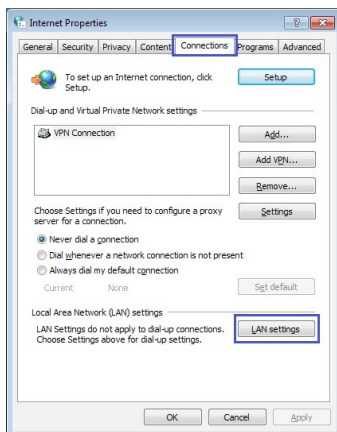 Internet Properties
General Security Privacy Content Connections Programs Advanced
To set up an Internet connection, click
Setup.
Setup
Dial-up and Virtual Private Network settings
VPN Connection
Add...
Add VPN...
Remove...
Choose Settings if you need to configure a proxy
server for a connection.
Settings
Never dial a connection
Dial whenever a network connection is not present
Always dial my default connection
Current None
Set default
Local Area Network (LAN) settings
LAN Settings do not apply to dial-up connections.
Choose Settings above for dial-up settings.
LAN settings
OK Cancel Apply